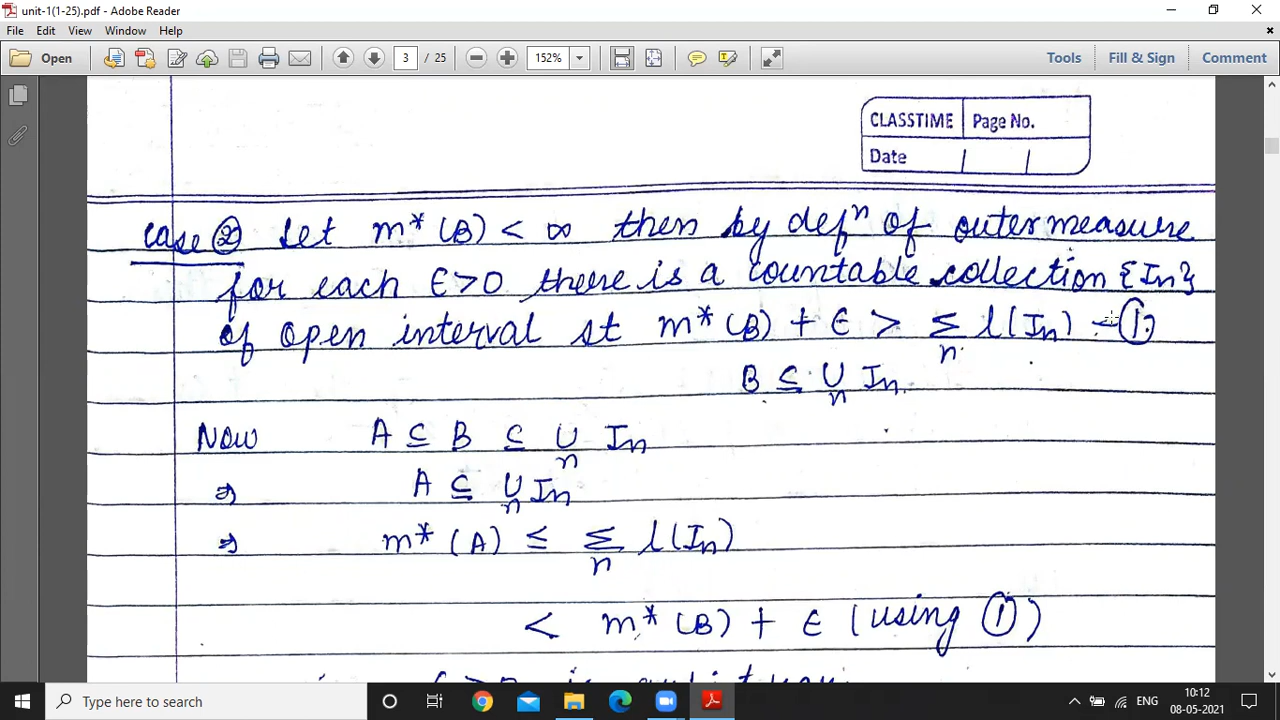 unit-1(1-25).pdf - Adobe Reader
File Edit View Window Help
Open 3 / 25 152% Tools Fill & Sign Comment
CLASSTIME Page No.
Date
case ② Let m*(B) < ∞ then by defⁿ of outer measure
for each ϵ>0 there is a countable collection {In}
of open interval st m*(B) + ϵ > Σ l(In) -①
n
B ⊆ ∪ In
n
Now A ⊆ B ⊆ ∪ In
n
⇒ A ⊆ ∪ In
n
⇒ m*(A) ≤ Σ l(In)
n
< m*(B) + ϵ (using ①)
Type here to search
ENG
10:12
08-05-2021